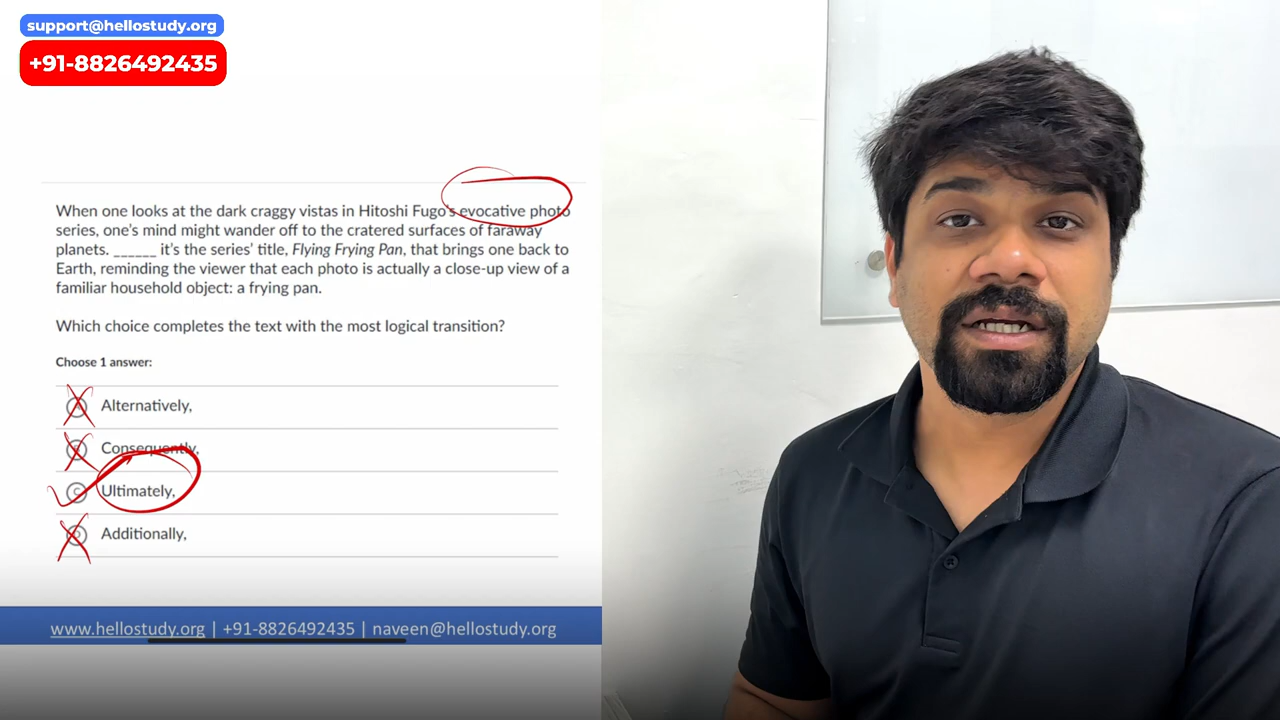 support@hellostudy.org
+91-8826492435
When one looks at the dark craggy vistas in Hitoshi Fugo's evocative photo
series, one's mind might wander off to the cratered surfaces of faraway
planets. ______ it's the series' title, Flying Frying Pan, that brings one back to
Earth, reminding the viewer that each photo is actually a close-up view of a
familiar household object: a frying pan.
Which choice completes the text with the most logical transition?
Choose 1 answer:
Alternatively,
Consequently,
C Ultimately,
Additionally,
www.hellostudy.org | +91-8826492435 | naveen@hellostudy.org